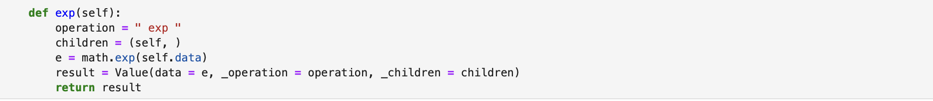 def exp(self):
    operation = " exp "
    children = (self, )
    e = math.exp(self.data)
    result = Value(data = e, _operation = operation, _children = children)
    return result